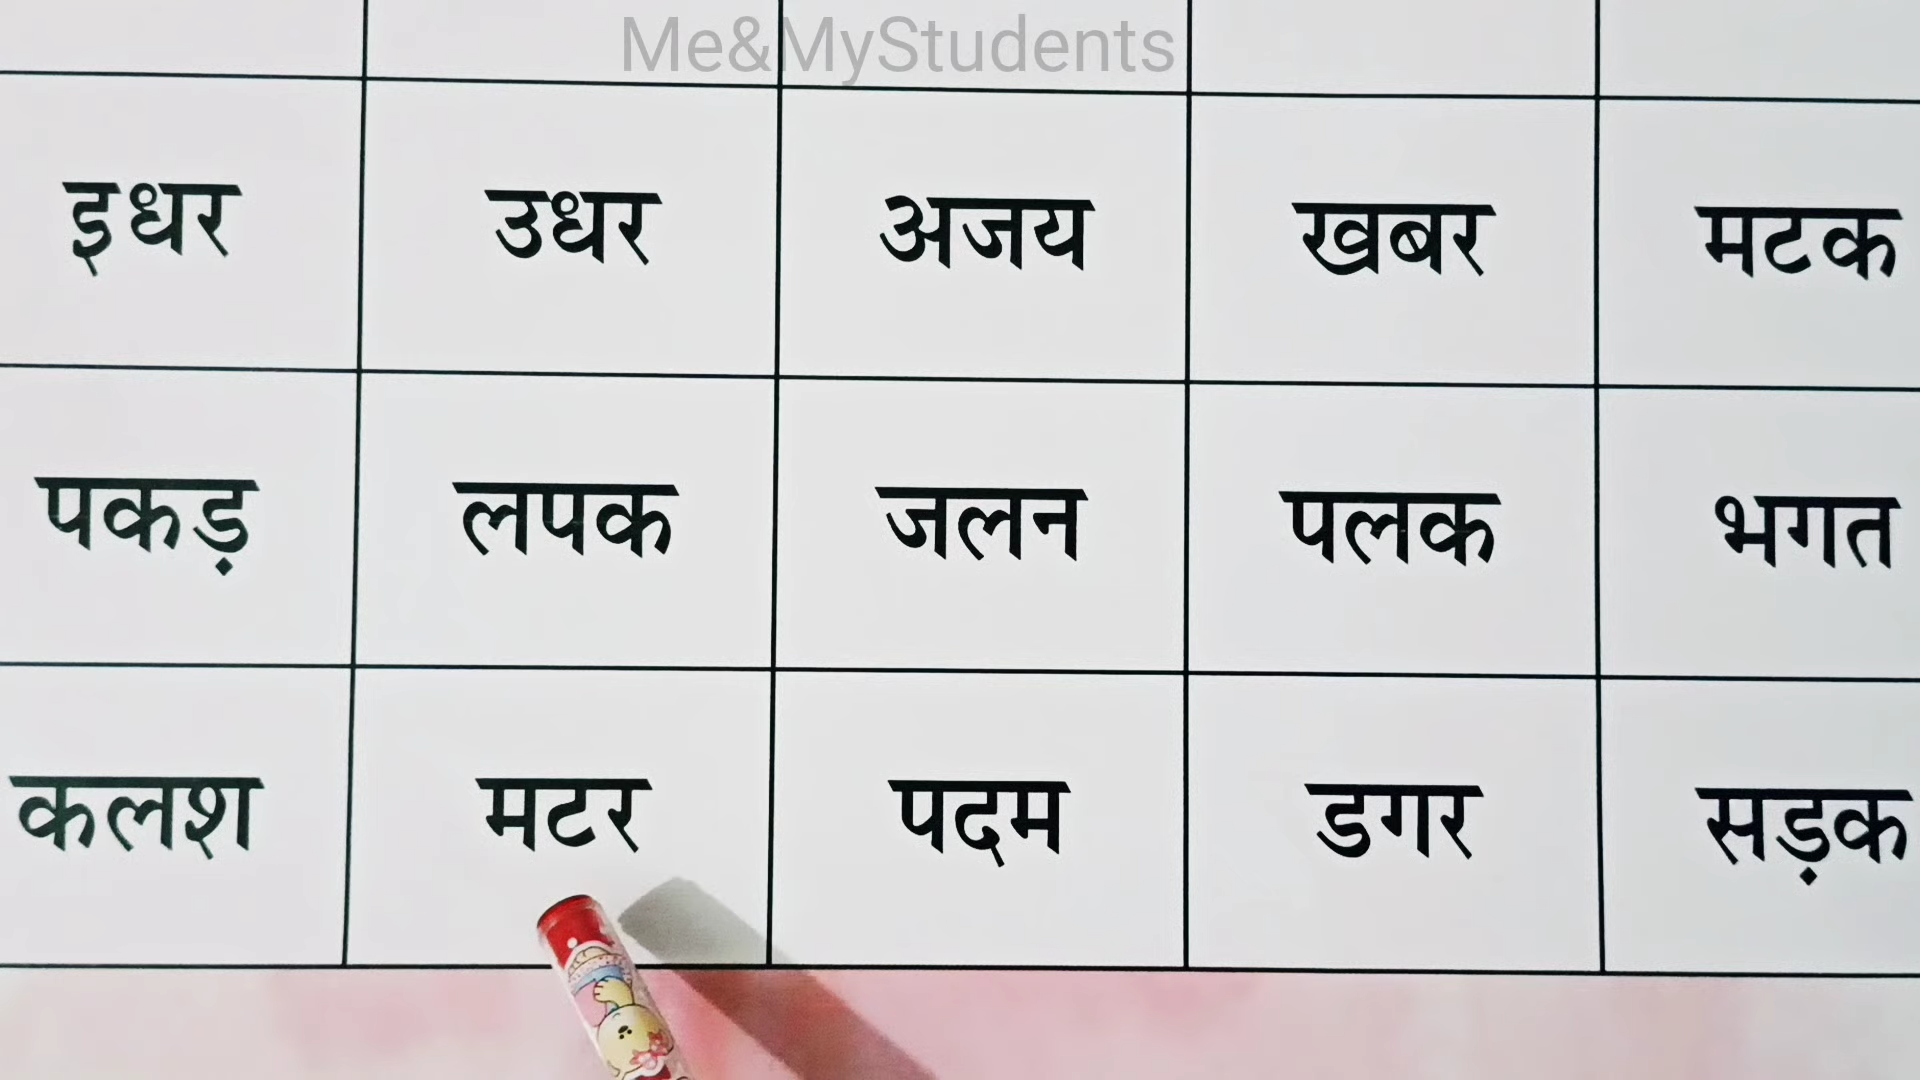 Me&MyStudents
इधर उधर अजय खबर मटक
पकड़ लपक जलन पलक भगत
कलश मटर पदम डगर सड़क